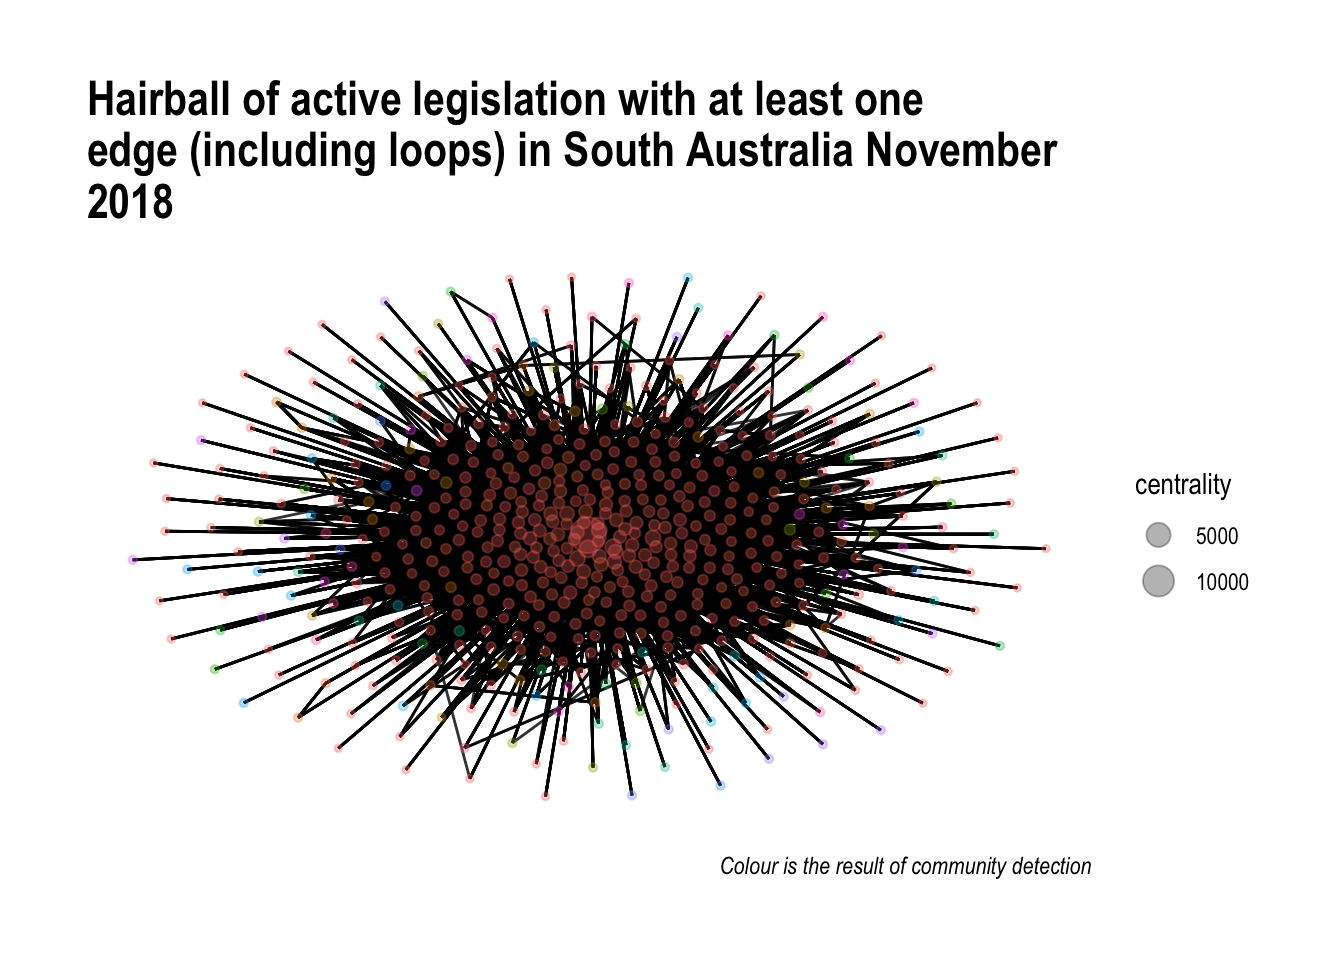 Hairball of active legislation with at least one
edge (including loops) in South Australia November
2018
centrality
5000
10000
Colour is the result of community detection